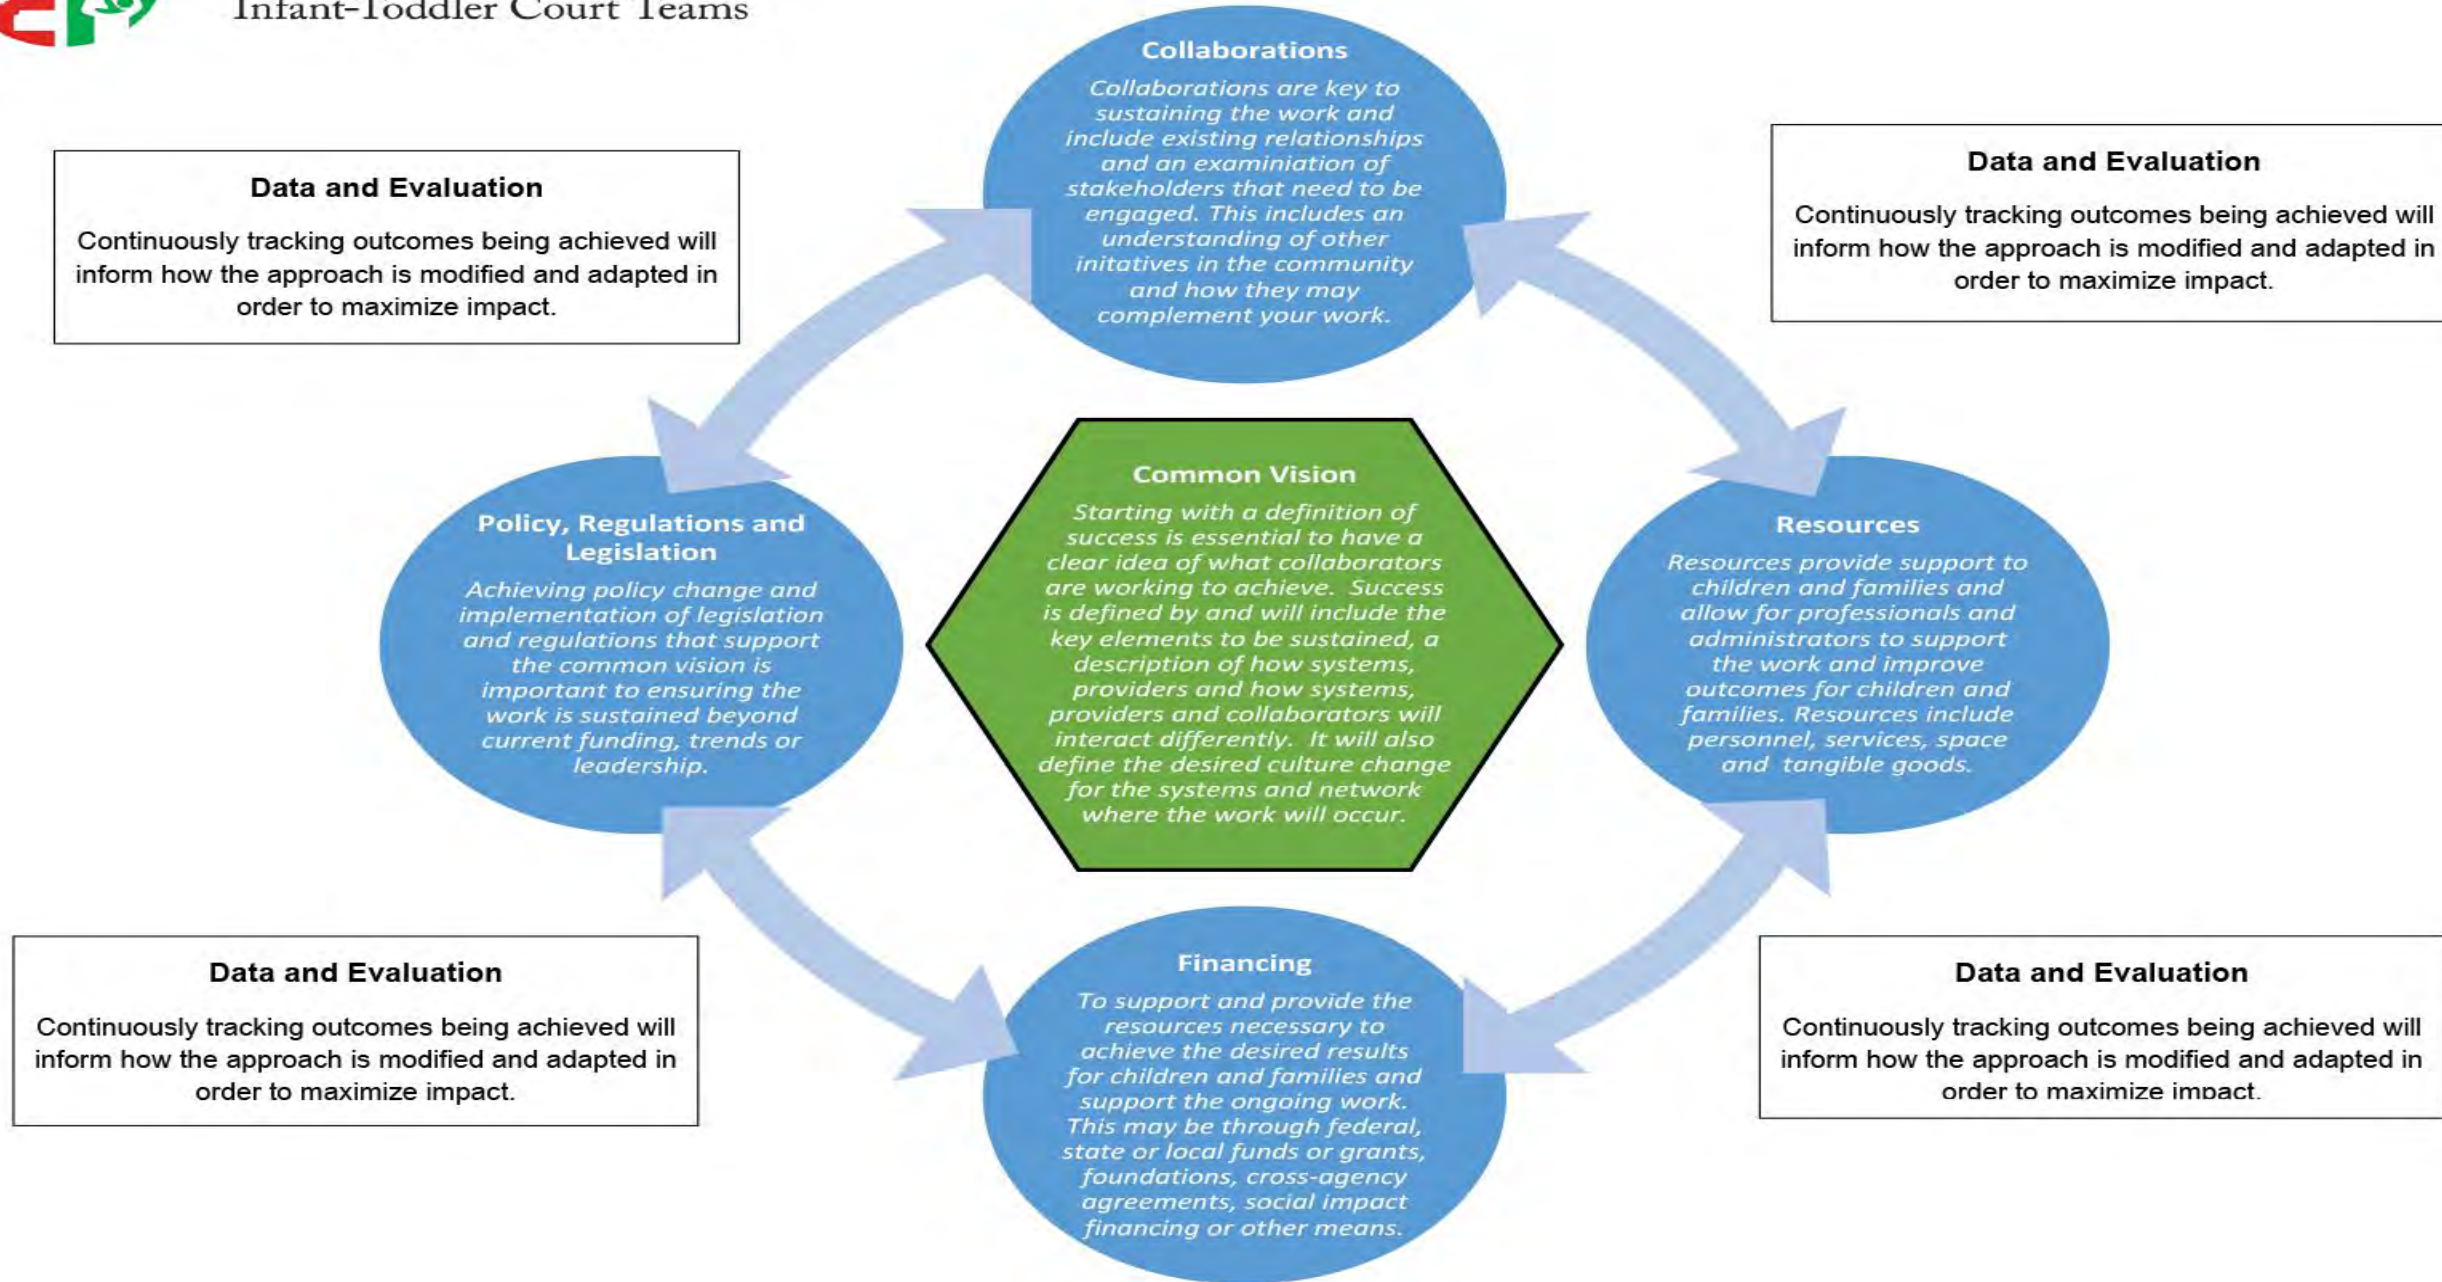 Infant-Toddler Court Teams
Collaborations
Collaborations are key to
sustaining the work and
include existing relationships
and an examiniation of
stakeholders that need to be
engaged. This includes an
understanding of other
initatives in the community
and how they may
complement your work.
Data and Evaluation
Continuously tracking outcomes being achieved will
inform how the approach is modified and adapted in
order to maximize impact.
Data and Evaluation
Continuously tracking outcomes being achieved will
inform how the approach is modified and adapted in
order to maximize impact.
Policy, Regulations and
Legislation
Achieving policy change and
implementation of legislation
and regulations that support
the common vision is
important to ensuring the
work is sustained beyond
current funding, trends or
leadership.
Common Vision
Starting with a definition of
success is essential to have a
clear idea of what collaborators
are working to achieve.  Success
is defined by and will include the
key elements to be sustained, a
description of how systems,
providers and how systems,
providers and collaborators will
interact differently.  It will also
define the desired culture change
for the systems and network
where the work will occur.
Resources
Resources provide support to
children and families and
allow for professionals and
administrators to support
the work and improve
outcomes for children and
families. Resources include
personnel, services, space
and  tangible goods.
Data and Evaluation
Continuously tracking outcomes being achieved will
inform how the approach is modified and adapted in
order to maximize impact.
Financing
To support and provide the
resources necessary to
achieve the desired results
for children and families and
support the ongoing work.
This may be through federal,
state or local funds or grants,
foundations, cross-agency
agreements, social impact
financing or other means.
Data and Evaluation
Continuously tracking outcomes being achieved will
inform how the approach is modified and adapted in
order to maximize impact.